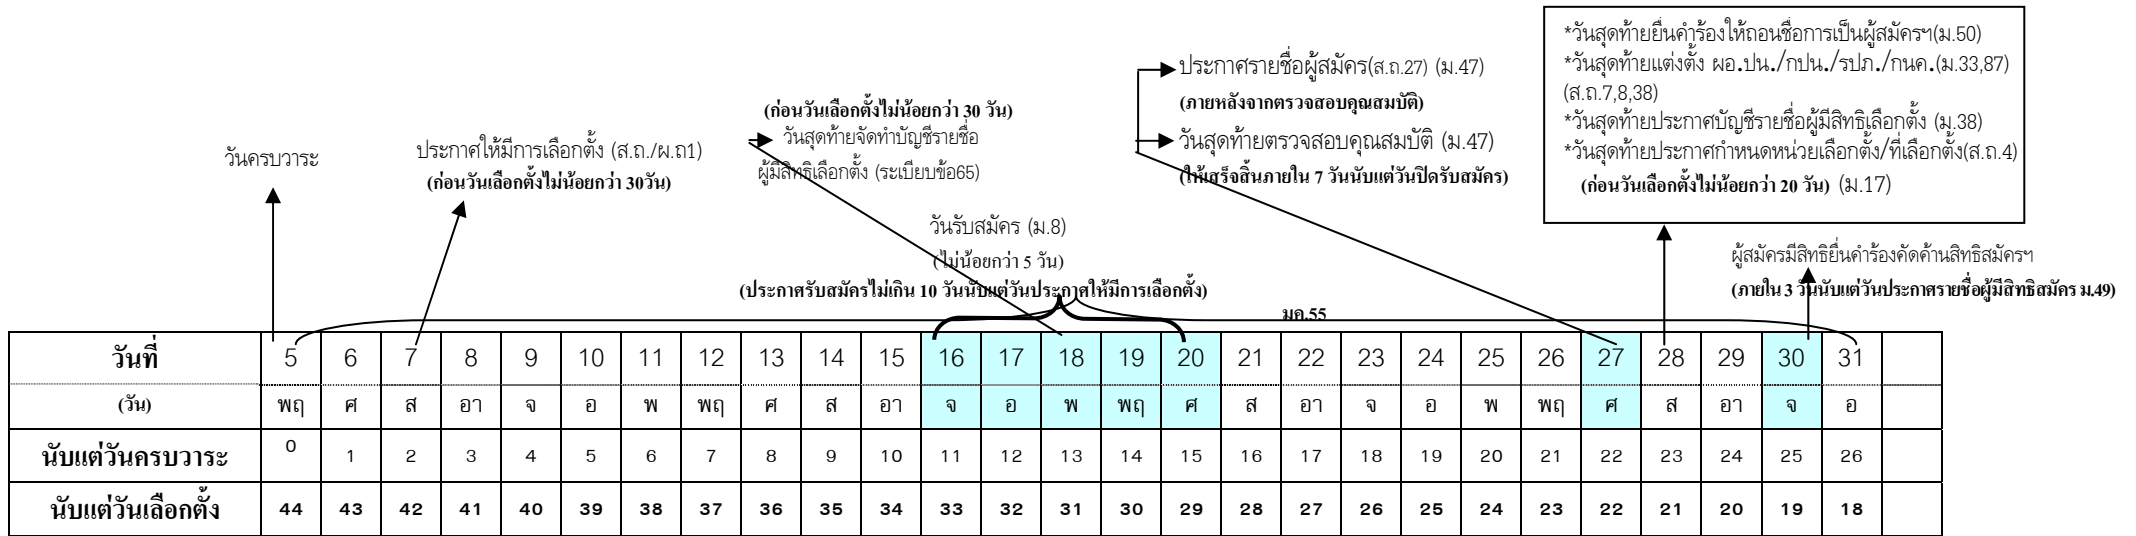 *วันสุดท้ายยื่นคำร้องให้ถอนชื่อการเป็นผู้สมัครฯ(ม.50)
*วันสุดท้ายแต่งตั้ง ผอ.ปน./กปน./รปภ./กนค.(ม.33,87)
(ส.ถ.7,8,38)
*วันสุดท้ายประกาศบัญชีรายชื่อผู้มีสิทธิเลือกตั้ง (ม.38)
*วันสุดท้ายประกาศกำหนดหน่วยเลือกตั้ง/ที่เลือกตั้ง(ส.ถ.4)
(ก่อนวันเลือกตั้งไม่น้อยกว่า 20 วัน) (ม.17)
ประกาศรายชื่อผู้สมัคร(ส.ถ.27) (ม.47)
(ภายหลังจากตรวจสอบคุณสมบัติ)
วันสุดท้ายตรวจสอบคุณสมบัติ (ม.47)
(ให้เสร็จสิ้นภายใน 7 วันนับแต่วันปิดรับสมัคร)
(ก่อนวันเลือกตั้งไม่น้อยกว่า 30 วัน)
วันสุดท้ายจัดทำบัญชีรายชื่อ
ผู้มีสิทธิเลือกตั้ง (ระเบียบข้อ65)
วันครบวาระ
ประกาศให้มีการเลือกตั้ง (ส.ถ./ผ.ถ1)
(ก่อนวันเลือกตั้งไม่น้อยกว่า 30วัน)
วันรับสมัคร (ม.8)
(ไม่น้อยกว่า 5 วัน)
(ประกาศรับสมัครไม่เกิน 10 วันนับแต่วันประกาศให้มีการเลือกตั้ง)
ผู้สมัครมีสิทธิยื่นคำร้องคัดค้านสิทธิสมัครฯ
(ภายใน 3 วันนับแต่วันประกาศรายชื่อผู้มีสิทธิสมัคร ม.49)
มค.55
วันที่ 5 6 7 8 9 10 11 12 13 14 15 16 17 18 19 20 21 22 23 24 25 26 27 28 29 30 31
(วัน) พฤ ศ ส อา จ อ พ พฤ ศ ส อา จ อ พ พฤ ศ ส อา จ อ พ พฤ ศ ส อา จ อ
นับแต่วันครบวาระ 0 1 2 3 4 5 6 7 8 9 10 11 12 13 14 15 16 17 18 19 20 21 22 23 24 25 26
นับแต่วันเลือกตั้ง 44 43 42 41 40 39 38 37 36 35 34 33 32 31 30 29 28 27 26 25 24 23 22 21 20 19 18